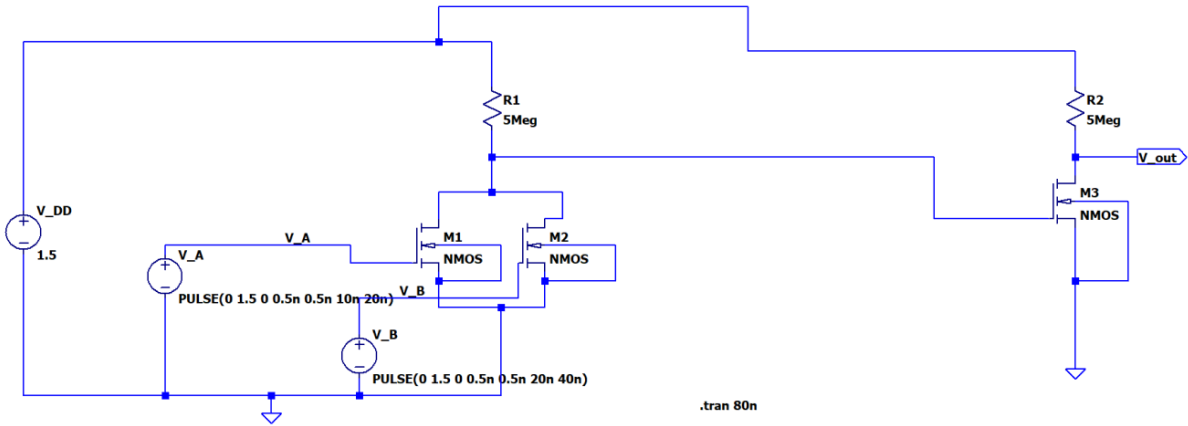 R1
5Meg
R2
5Meg
V_out
M3
NMOS
V_DD
1.5
V_A
V_A
M1
NMOS
M2
NMOS
PULSE(0 1.5 0 0.5n 0.5n 10n 20n)
V_B
V_B
PULSE(0 1.5 0 0.5n 0.5n 20n 40n)
.tran 80n